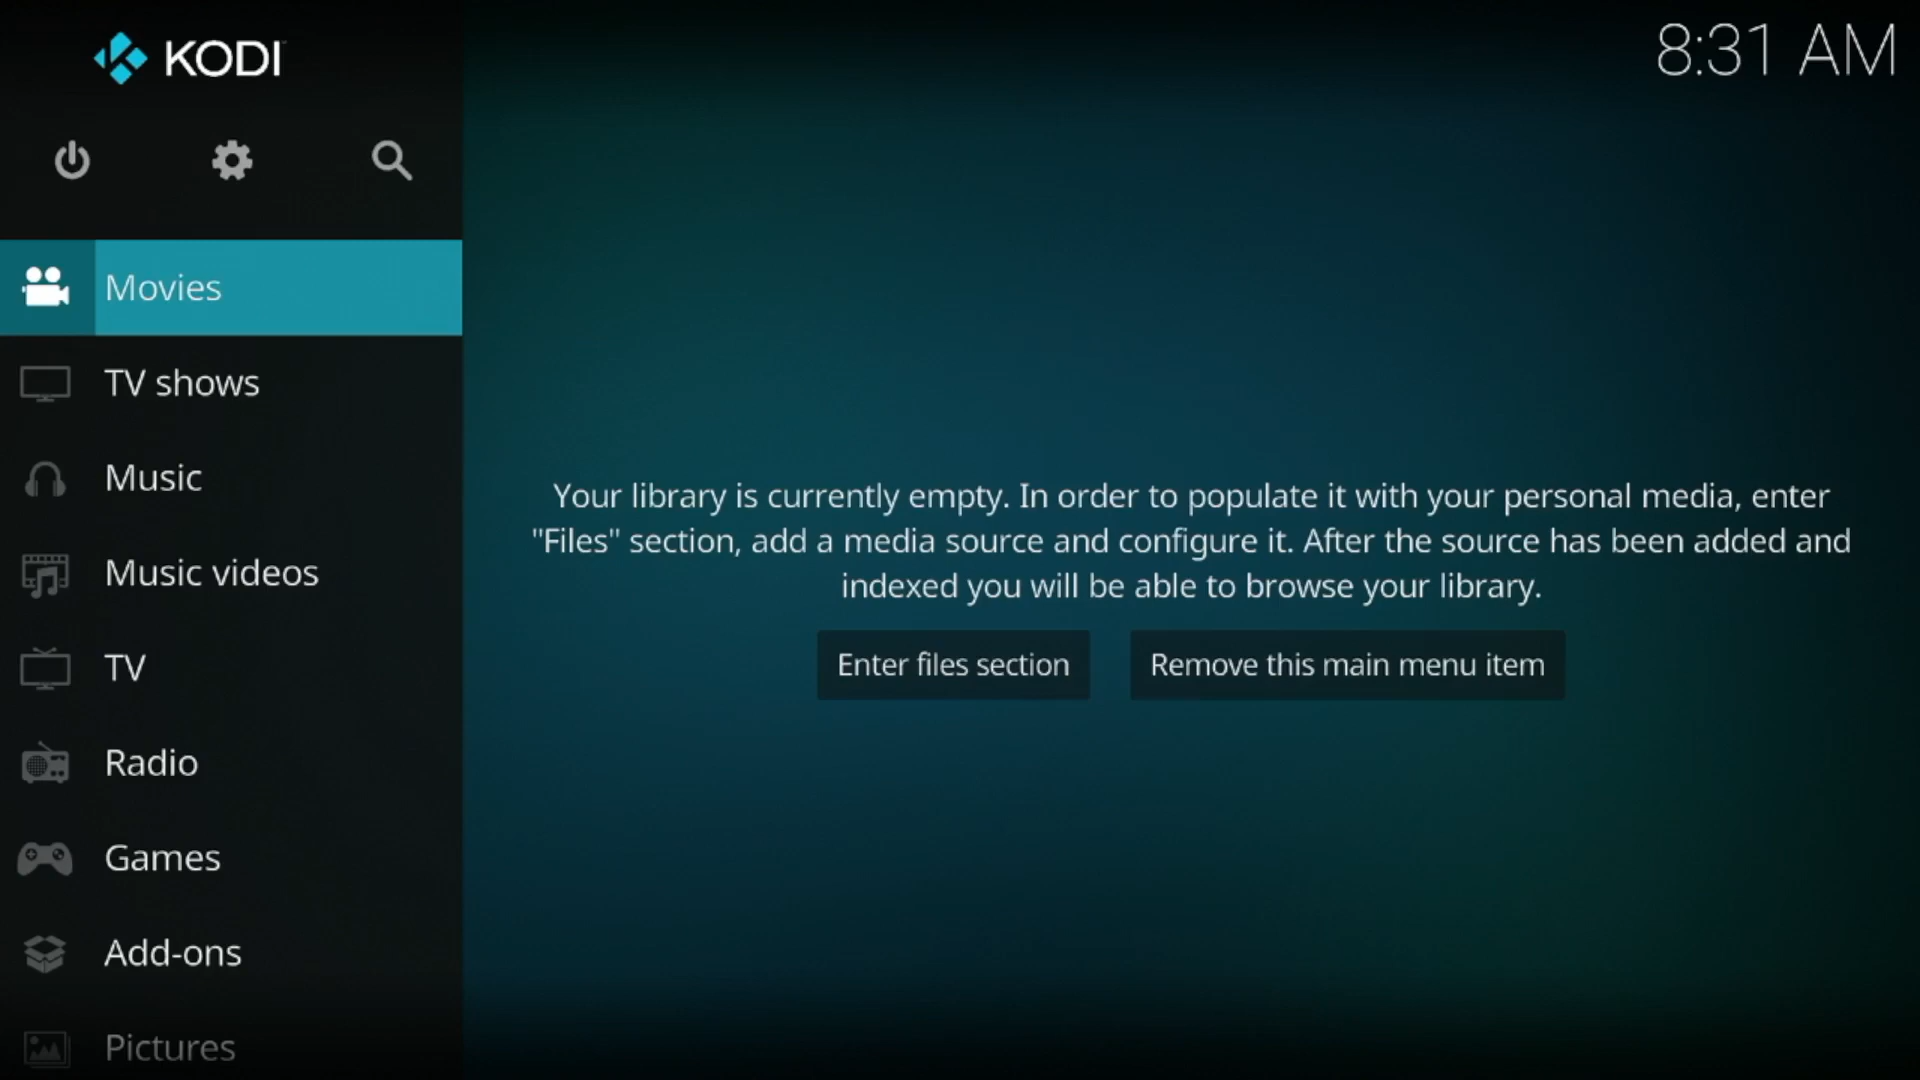 KODI
8:31 AM
Movies
TV shows
Music
Music videos
TV
Radio
Games
Add-ons
Pictures
Your library is currently empty. In order to populate it with your personal media, enter
"Files" section, add a media source and configure it. After the source has been added and
indexed you will be able to browse your library.
Enter files section
Remove this main menu item